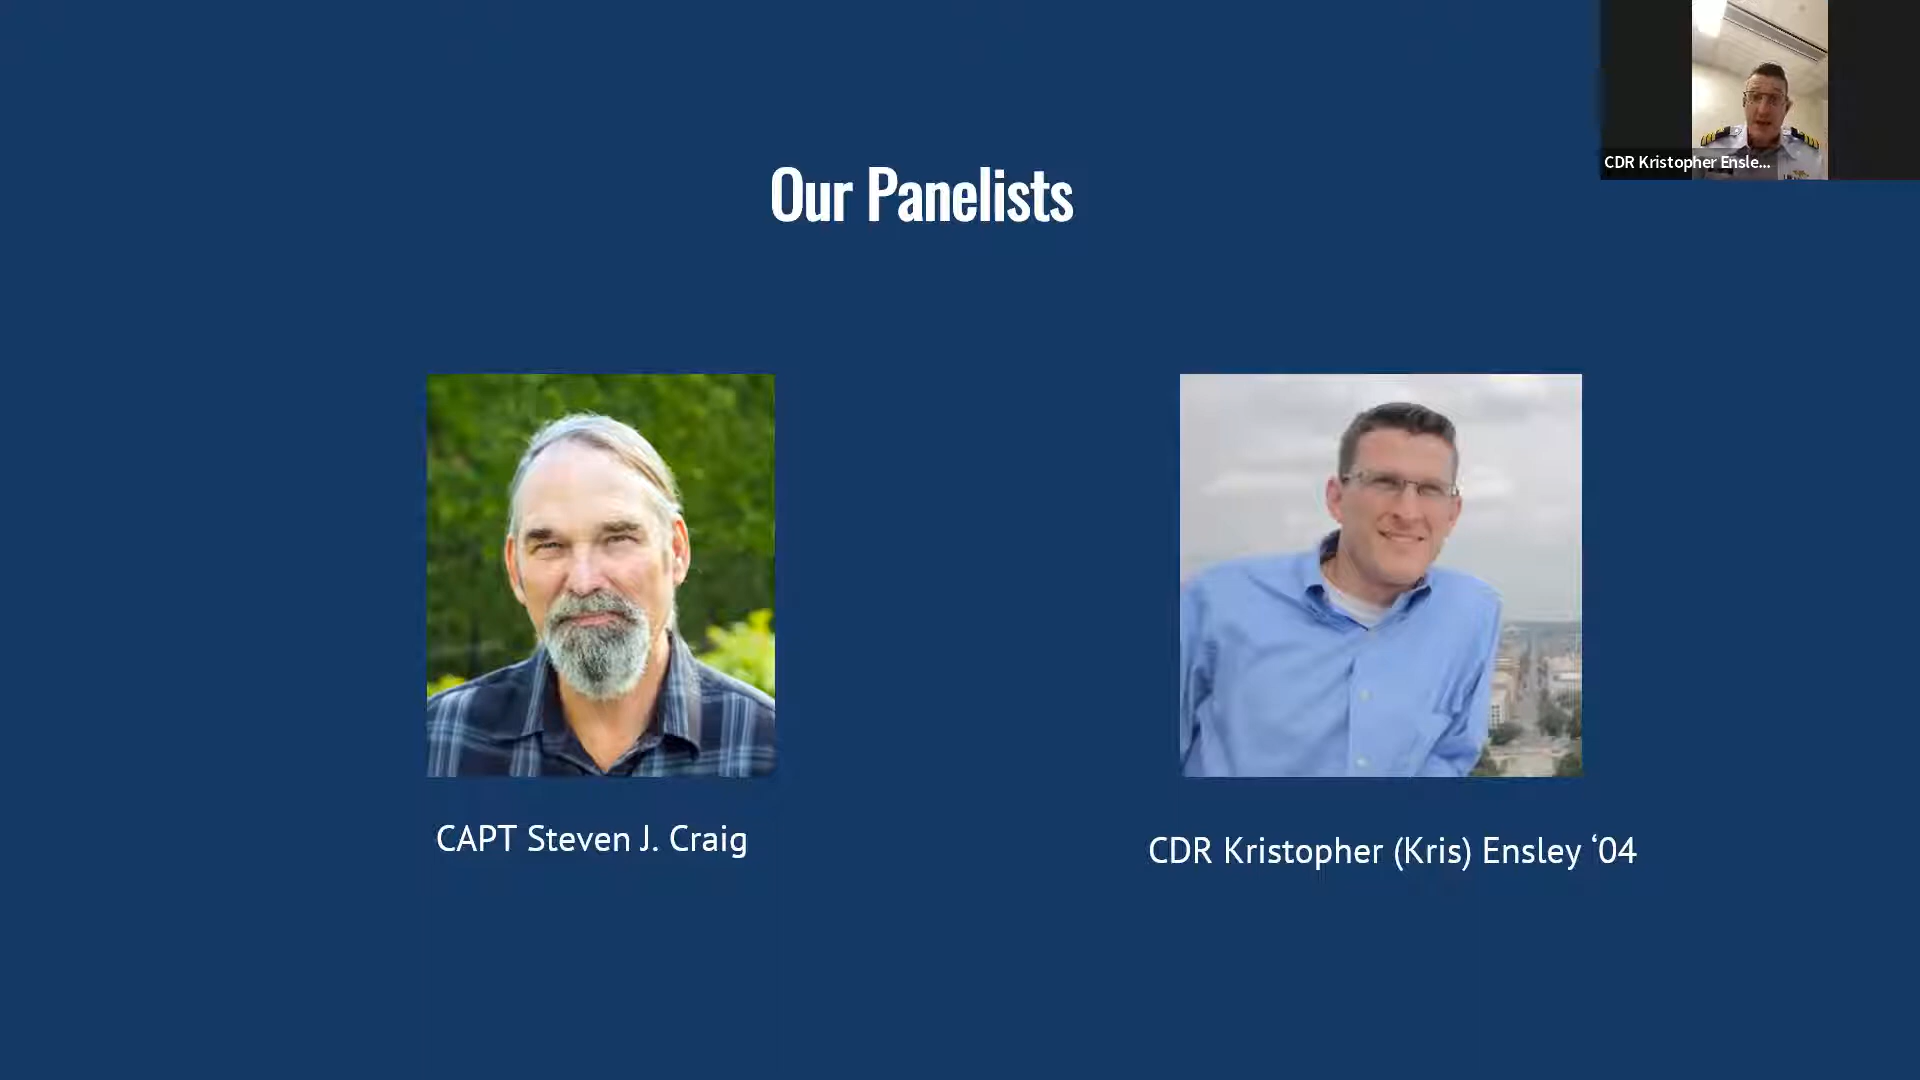 CDR Kristopher Ensle...
Our Panelists
CAPT Steven J. Craig
CDR Kristopher (Kris) Ensley ‘04